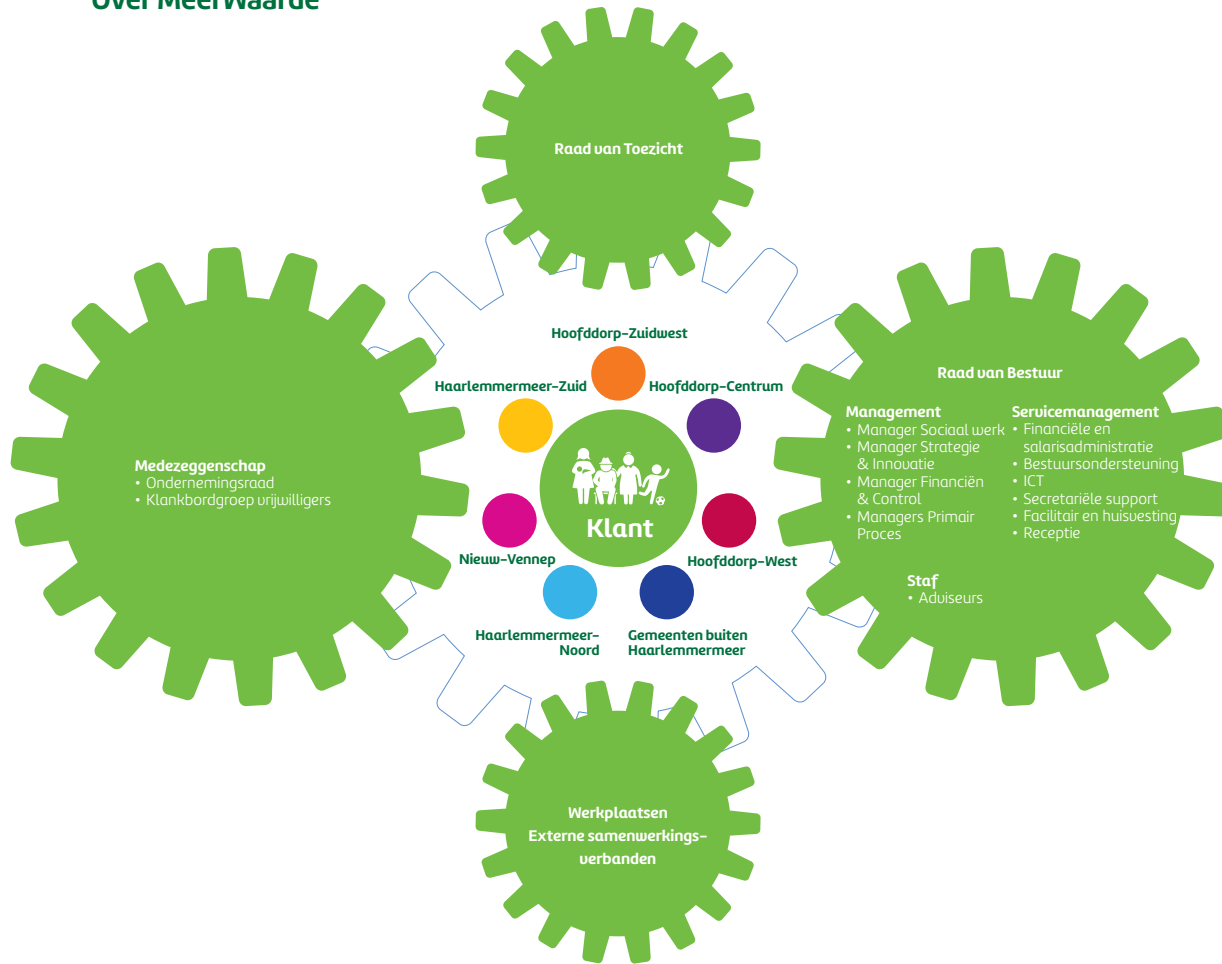 Over MeerWaarde
Raad van Toezicht
Hoofddorp-Zuidwest
Haarlemmermeer-Zuid
Hoofddorp-Centrum
Klant
Nieuw-Vennep
Hoofddorp-West
Haarlemmermeer-
Noord
Gemeenten buiten
Haarlemmermeer
Medezeggenschap
• Ondernemingsraad
• Klankbordgroep vrijwilligers
Raad van Bestuur
Management
• Manager Sociaal werk
• Manager Strategie
& Innovatie
• Manager Financiën
& Control
• Managers Primair
Proces
Servicemanagement
• Financiële en
salarisadministratie
• Bestuursondersteuning
• ICT
• Secretariële support
• Facilitair en huisvesting
• Receptie
Staf
• Adviseurs
Werkplaatsen
Externe samenwerkings-
verbanden